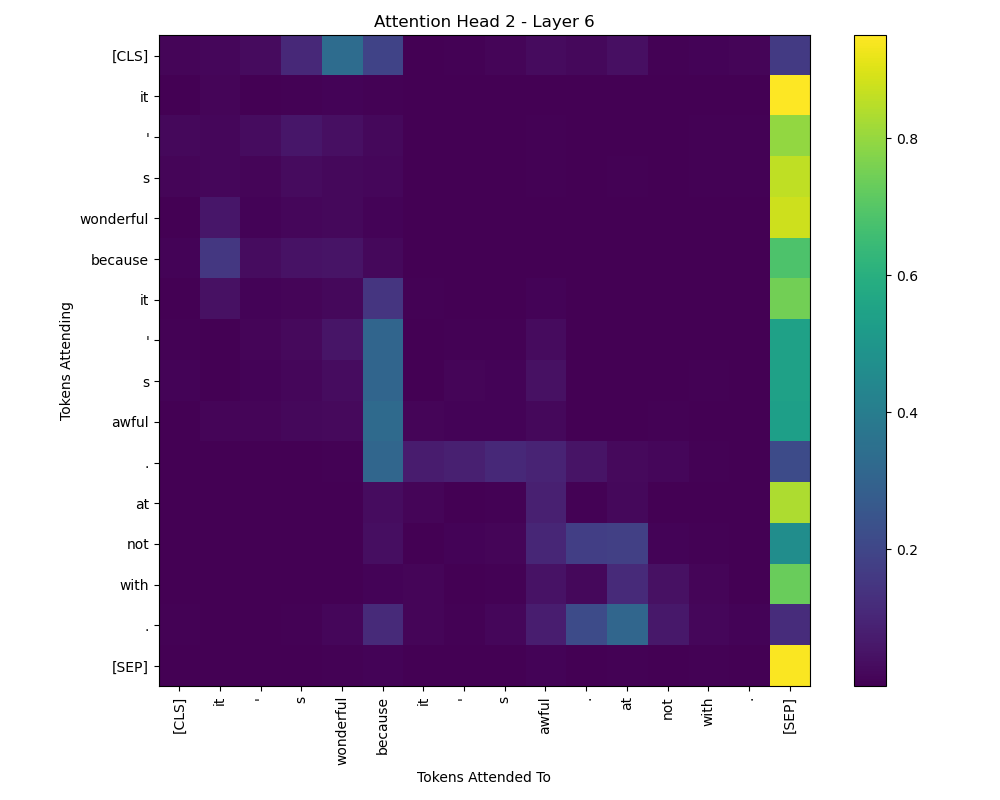 Attention Head 2 - Layer 6
Tokens Attending
[CLS]
it
'
s
wonderful
because
it
'
s
awful
.
at
not
with
.
[SEP]
[CLS]
it
'
s
wonderful
because
it
'
s
awful
.
at
not
with
.
[SEP]
Tokens Attended To
0.8
0.6
0.4
0.2